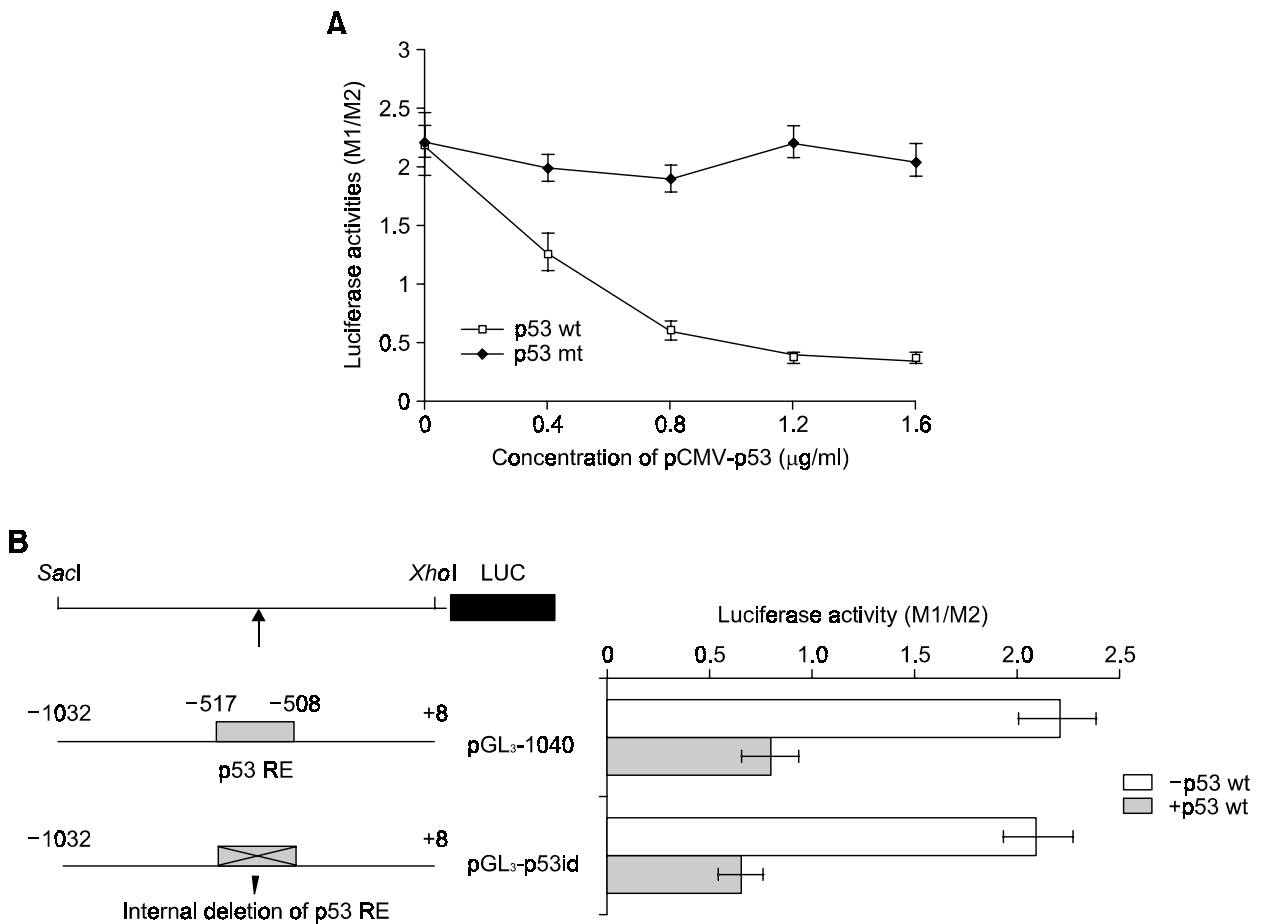 A
3
2.5
2
1.5
1
0.5
0
Luciferase activities (M1/M2)
p53 wt
p53 mt
0 0.4 0.8 1.2 1.6
Concentration of pCMV-p53 (μg/ml)
B
SacI XhoI LUC
Luciferase activity (M1/M2)
0 0.5 1.0 1.5 2.0 2.5
−517 −508
−1032 +8
pGL₃-1040
p53 RE
−p53 wt
+p53 wt
−1032 +8
pGL₃-p53id
Internal deletion of p53 RE